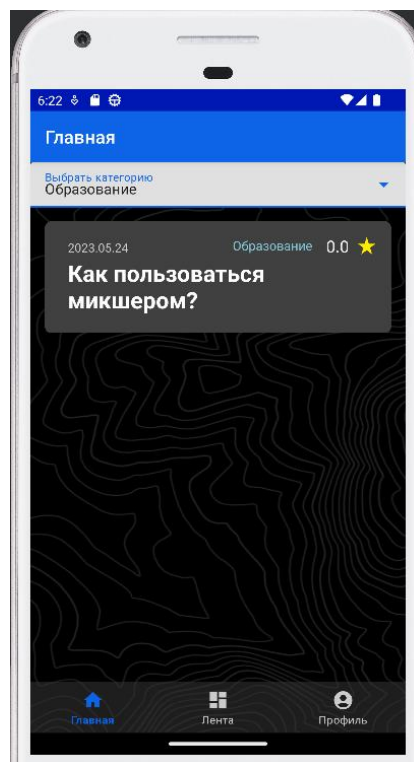 6:22
Главная
Выбрать категорию
Образование
2023.05.24 Образование 0.0
Как пользоваться
микшером?
Главная Лента Профиль